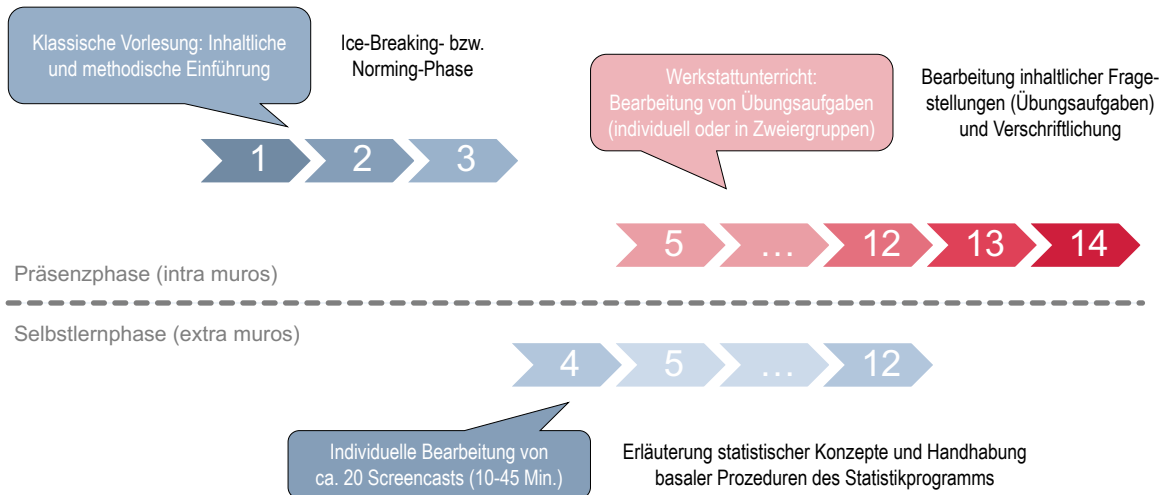 Klassische Vorlesung: Inhaltliche
und methodische Einführung
Ice-Breaking- bzw.
Norming-Phase
Werkstattunterricht:
Bearbeitung von Übungsaufgaben
(individuell oder in Zweiergruppen)
Bearbeitung inhaltlicher Frage-
stellungen (Übungsaufgaben)
und Verschriftlichung
1 2 3
5 ... 12 13 14
Präsenzphase (intra muros)
Selbstlernphase (extra muros)
4 5 ... 12
Individuelle Bearbeitung von
ca. 20 Screencasts (10-45 Min.)
Erläuterung statistischer Konzepte und Handhabung
basaler Prozeduren des Statistikprogramms